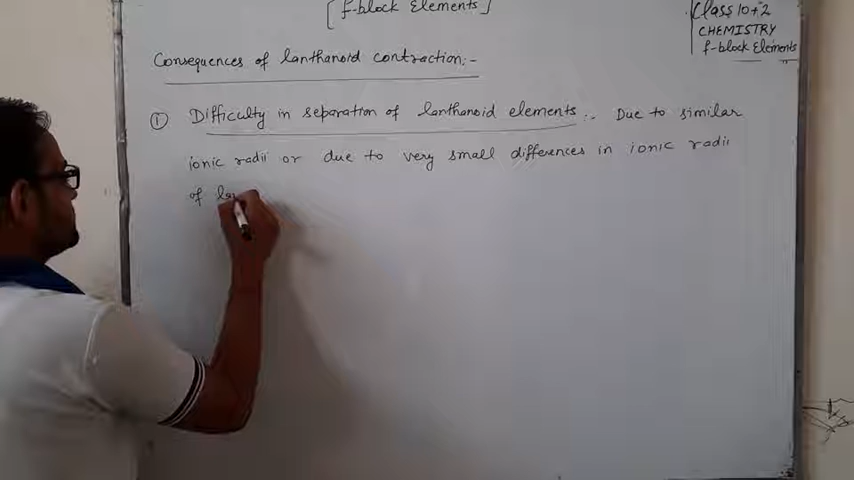 [f-block Elements]
Class 10+2
CHEMISTRY
f-block Elements
Consequences of lanthanoid contraction:-
① Difficulty in separation of lanthanoid elements:- Due to similar
ionic radii or due to very small differences in ionic radii
of la